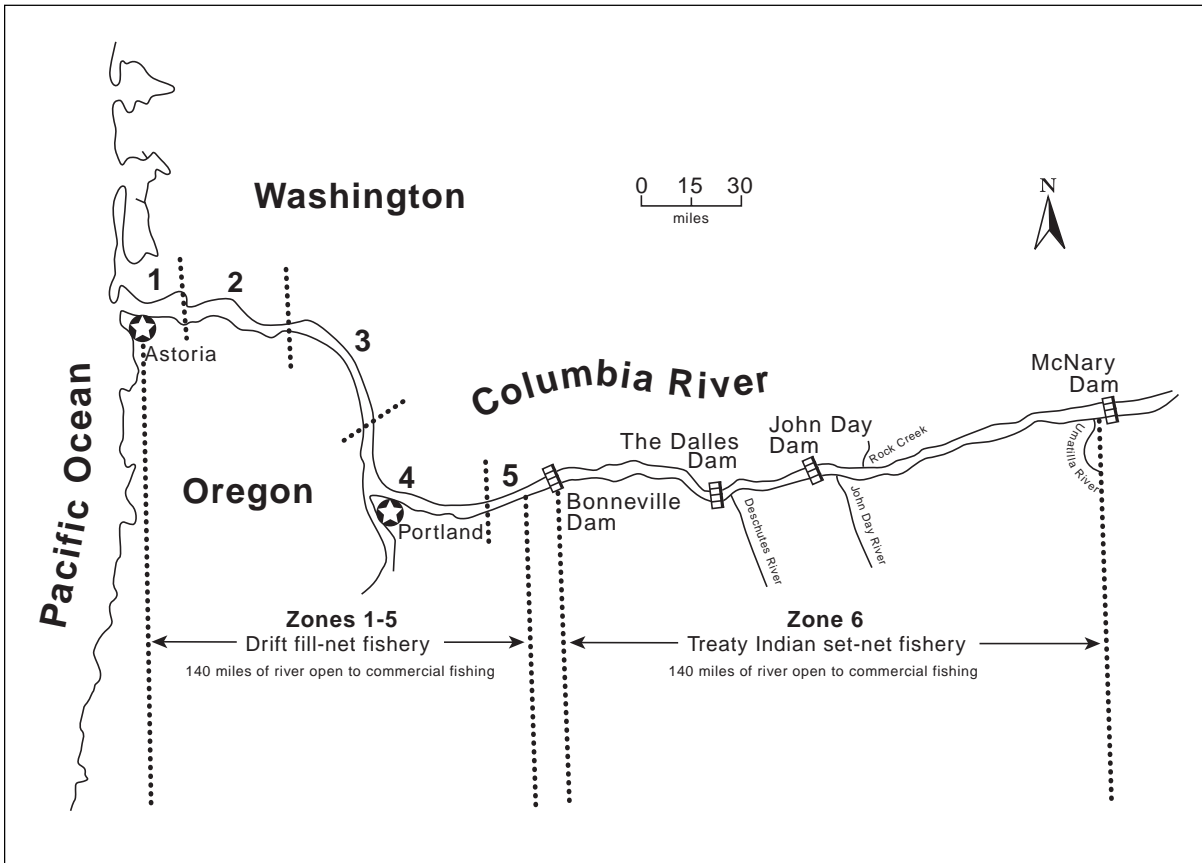 Washington
0 15 30
miles
N
1
2
3
Astoria
Pacific Ocean
Columbia River
McNary
Dam
John Day
Dam
The Dalles
Dam
Rock Creek
Umatilla River
Oregon
4
5
Portland
Bonneville
Dam
Deschutes River
John Day River
Zones 1-5
Drift fill-net fishery
140 miles of river open to commercial fishing
Zone 6
Treaty Indian set-net fishery
140 miles of river open to commercial fishing